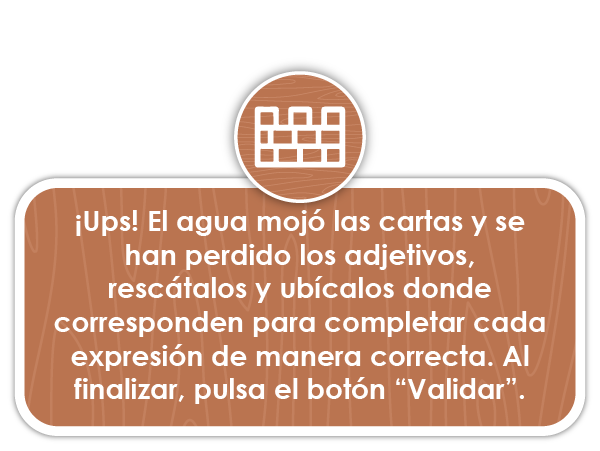 ¡Ups! El agua mojó las cartas y se
han perdido los adjetivos,
rescátalos y ubícalos donde
corresponden para completar cada
expresión de manera correcta. Al
finalizar, pulsa el botón “Validar”.